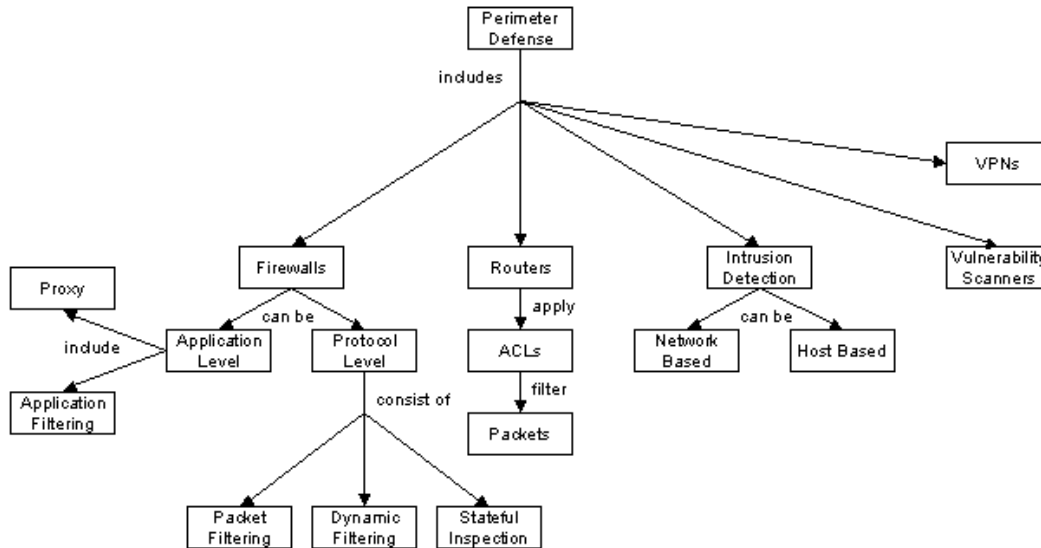 Perimeter
Defense
includes
VPNs
Firewalls
Routers
Intrusion
Detection
Vulnerability
Scanners
Proxy
can be
apply
can be
include
Application
Level
Protocol
Level
ACLs
Network
Based
Host Based
Application
Filtering
consist of
filter
Packets
Packet
Filtering
Dynamic
Filtering
Stateful
Inspection